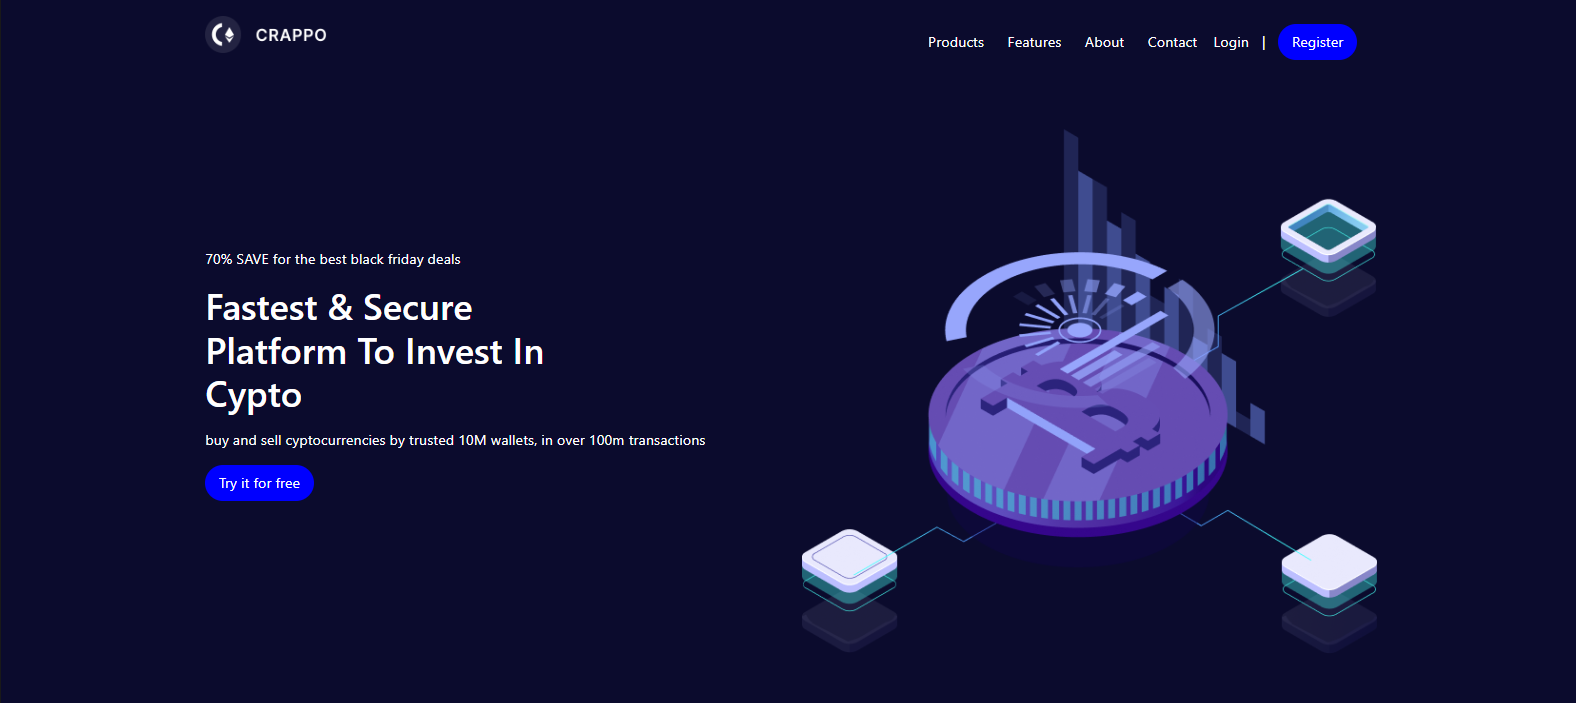 CRAPPO
Products Features About Contact Login | Register
70% SAVE for the best black friday deals
Fastest & Secure
Platform To Invest In
Cypto
buy and sell cyptocurrencies by trusted 10M wallets, in over 100m transactions
Try it for free